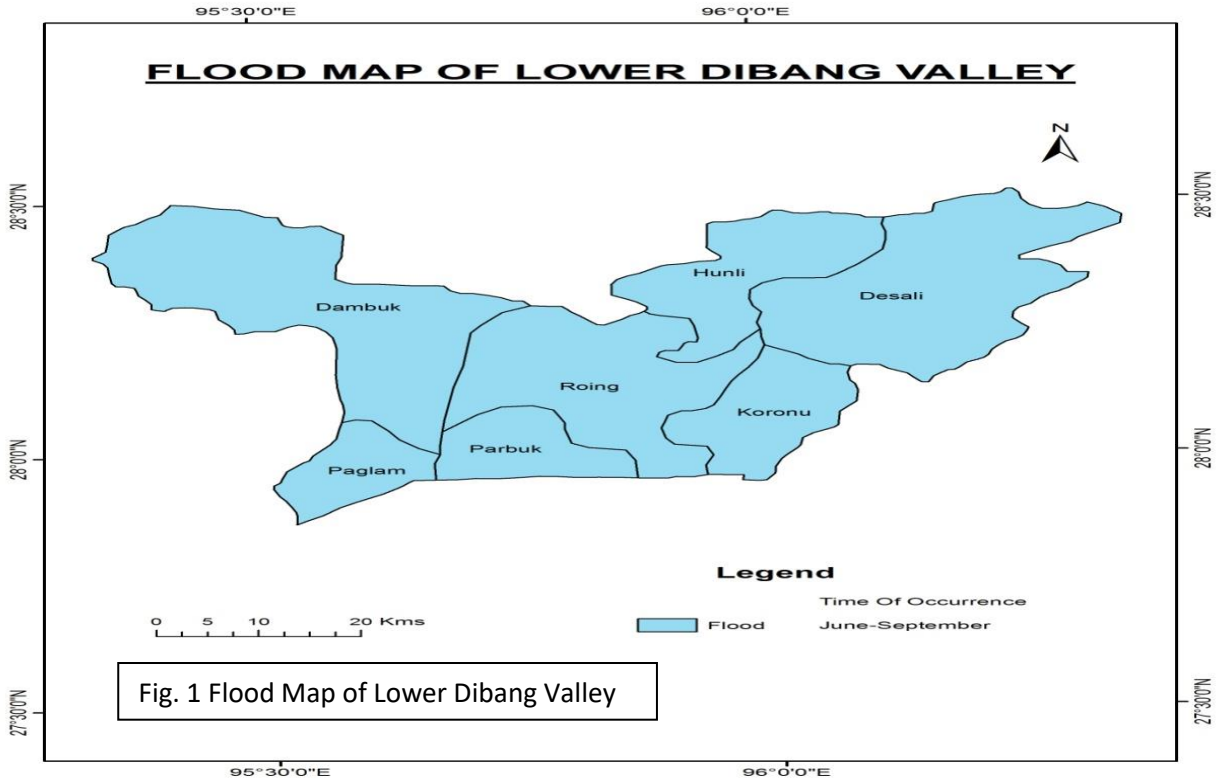 95°30'0"E 96°0'0"E
FLOOD MAP OF LOWER DIBANG VALLEY
N
28°30'0"N 28°30'0"N
Hunli
Desali
Dambuk
Roing
Koronu
Parbuk
Paglam
28°0'0"N 28°0'0"N
Legend
Time Of Occurrence
Flood June-September
0 5 10 20 Kms
Fig. 1 Flood Map of Lower Dibang Valley
27°30'0"N 27°30'0"N
95°30'0"E 96°0'0"E